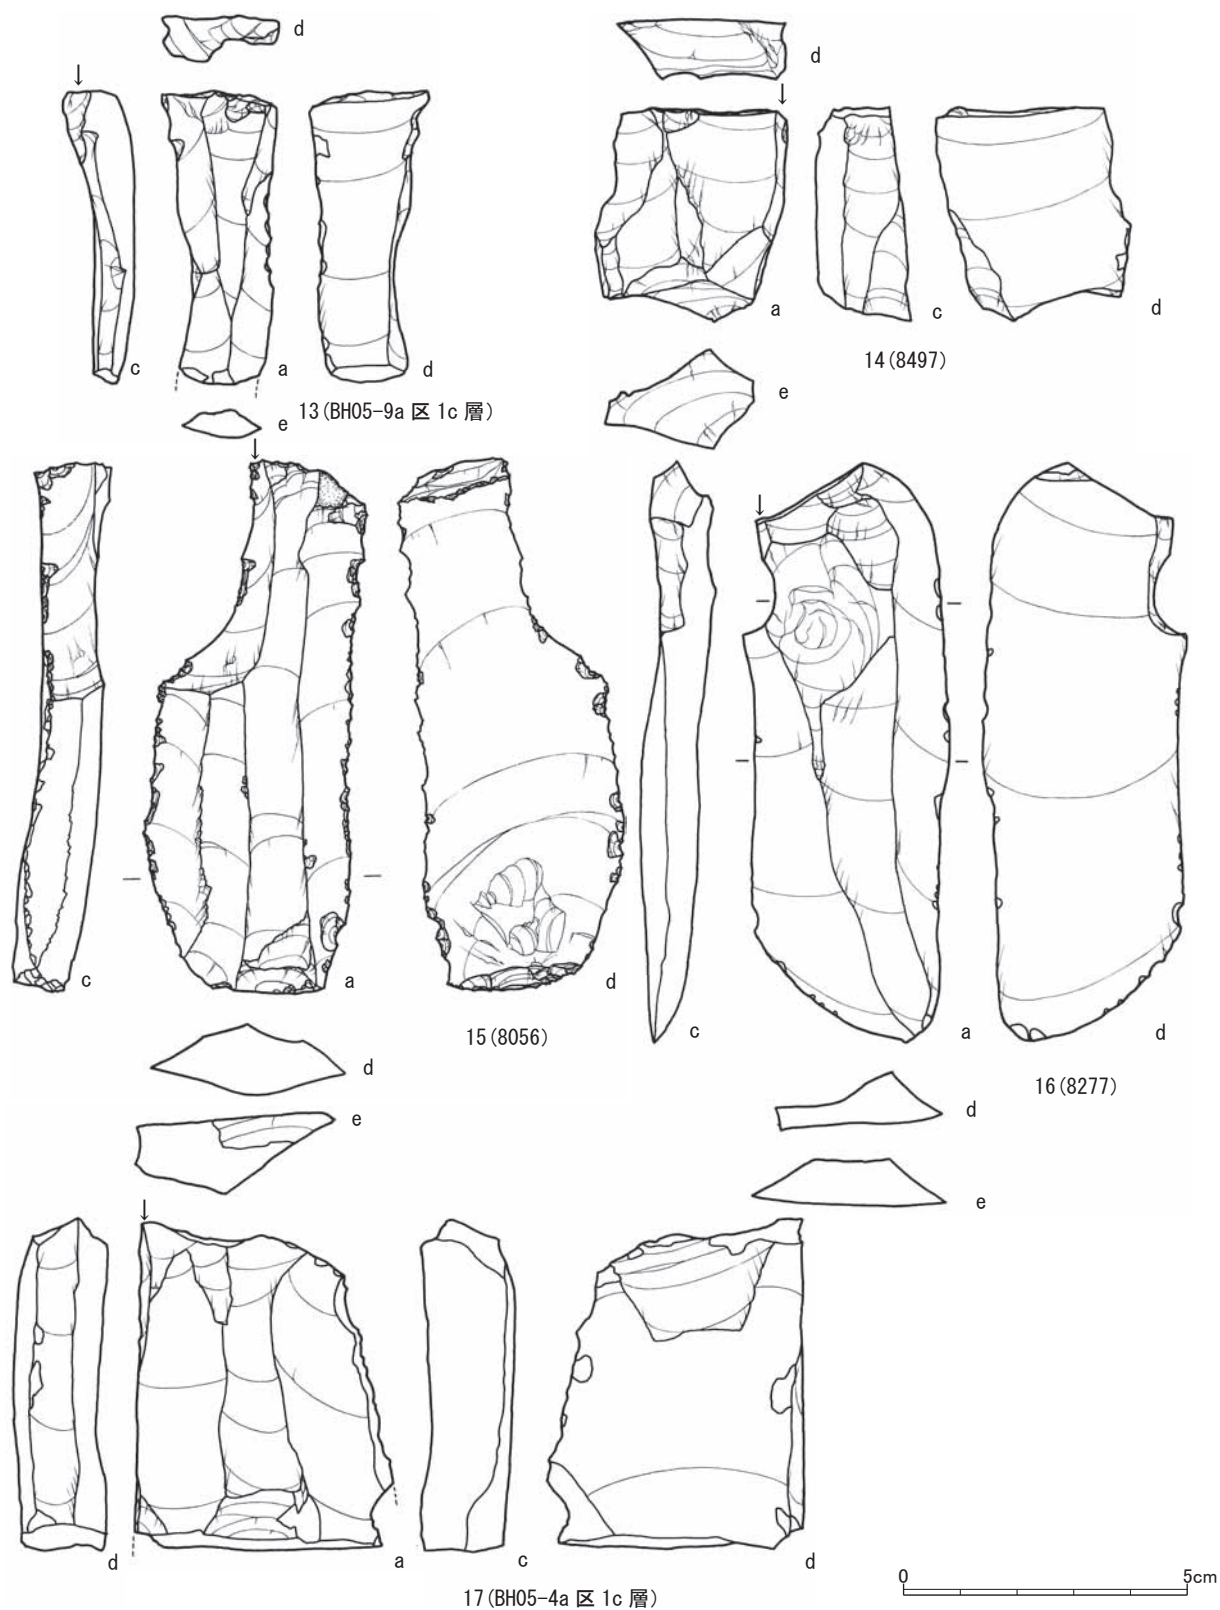 d
c
a
d
e
13(BH05-9a 区 1c 層)
d
a
c
d
14(8497)
e
c
a
d
15(8056)
d
e
c
a
d
16(8277)
d
e
d
a
c
d
17(BH05-4a 区 1c 層)
0 5cm